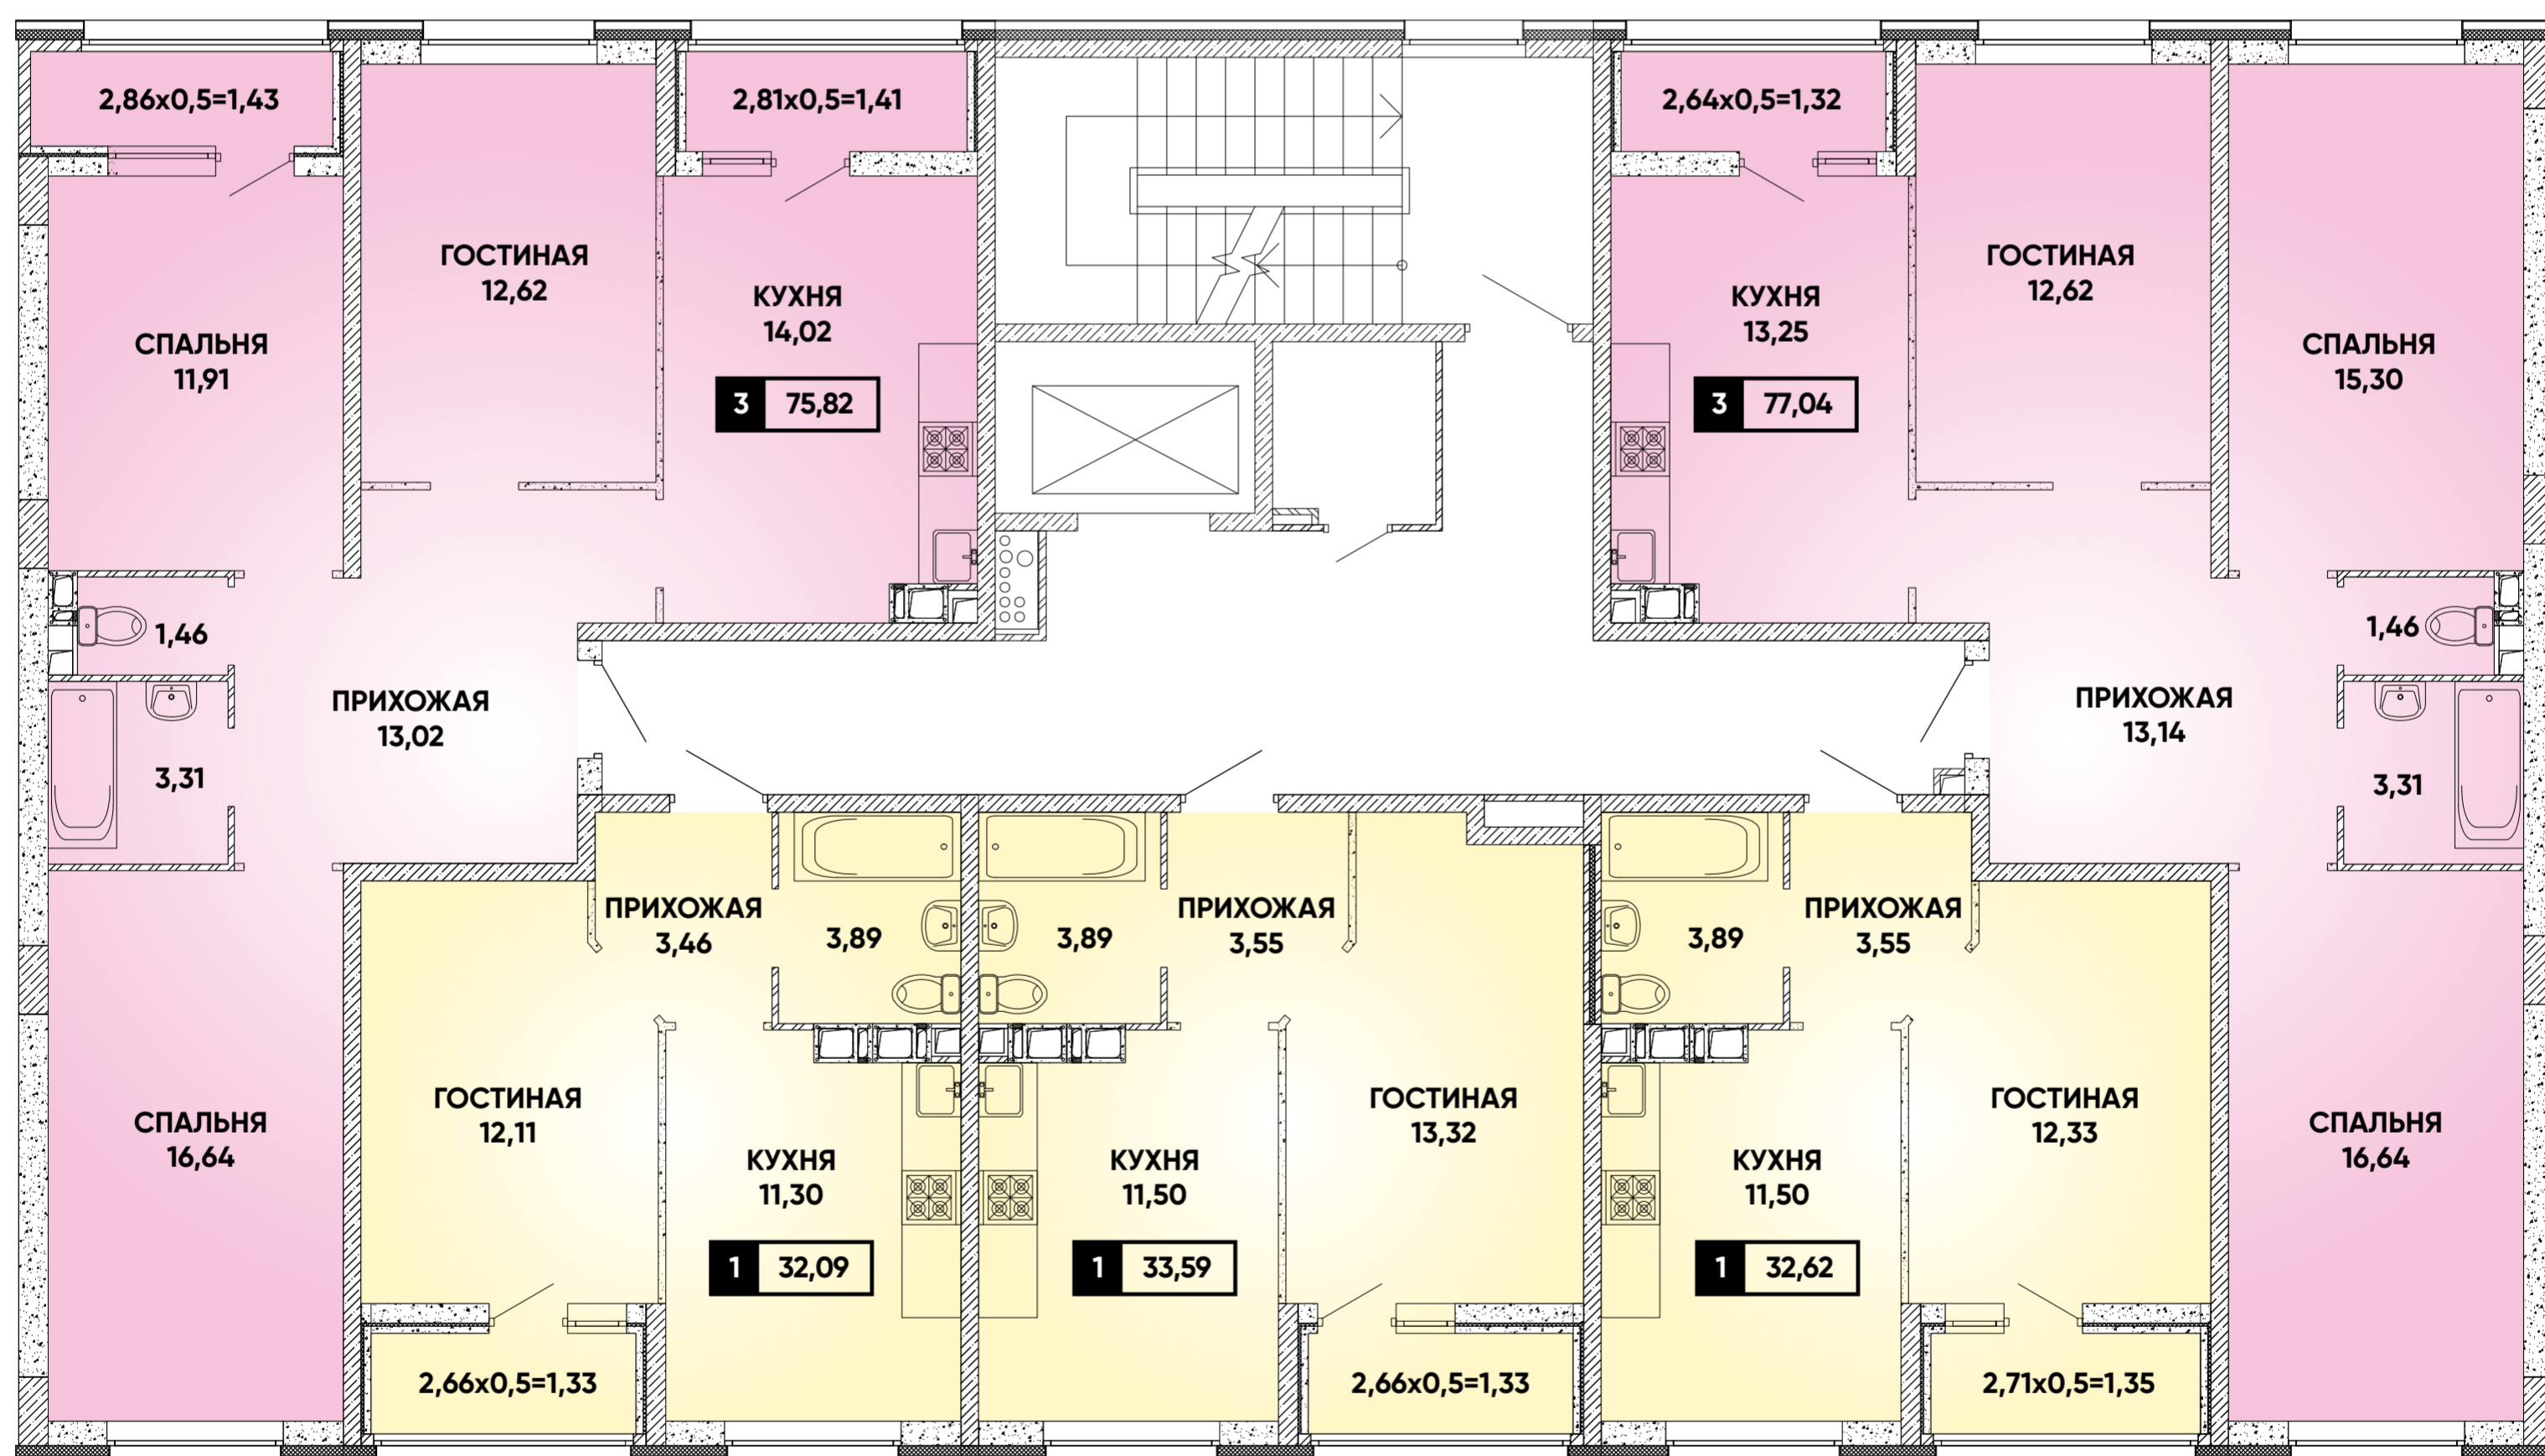 2,86x0,5=1,43
2,81x0,5=1,41
2,64x0,5=1,32
ГОСТИНАЯ
12,62
КУХНЯ
14,02
СПАЛЬНЯ
11,91
3 75,82
КУХНЯ
13,25
ГОСТИНАЯ
12,62
СПАЛЬНЯ
15,30
3 77,04
1,46
ПРИХОЖАЯ
13,02
3,31
1,46
ПРИХОЖАЯ
13,14
3,31
ПРИХОЖАЯ
3,46
3,89
3,89
ПРИХОЖАЯ
3,55
3,89
ПРИХОЖАЯ
3,55
СПАЛЬНЯ
16,64
ГОСТИНАЯ
12,11
КУХНЯ
11,30
1 32,09
КУХНЯ
11,50
1 33,59
ГОСТИНАЯ
13,32
КУХНЯ
11,50
1 32,62
ГОСТИНАЯ
12,33
СПАЛЬНЯ
16,64
2,66x0,5=1,33
2,66x0,5=1,33
2,71x0,5=1,35